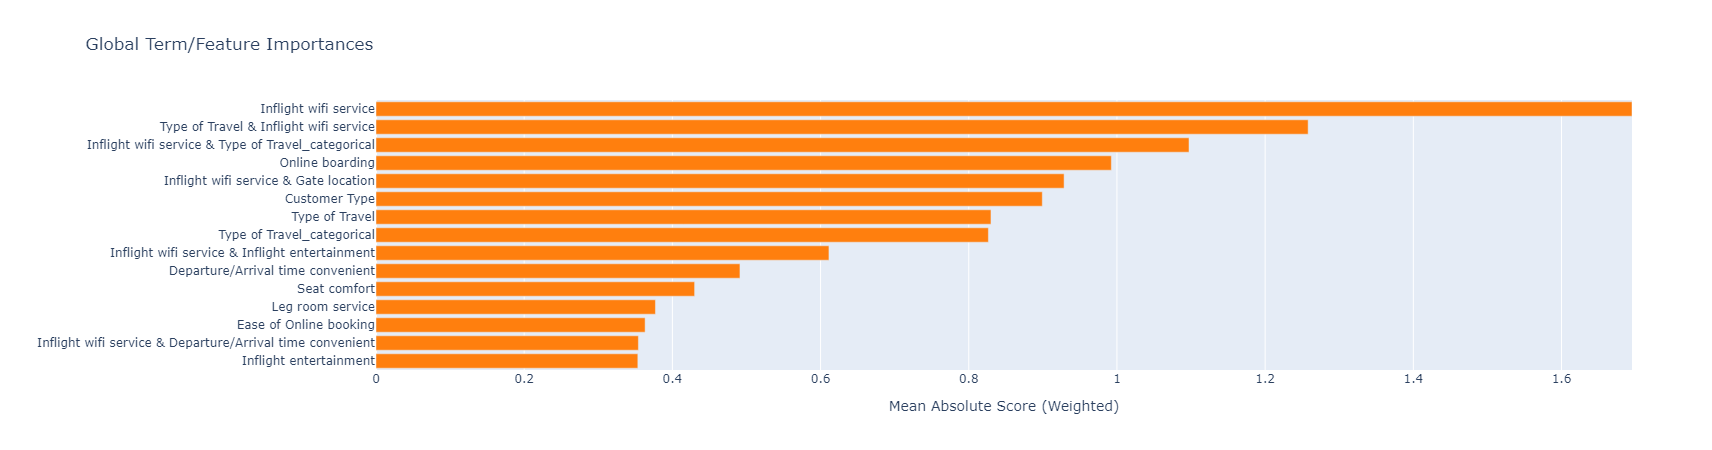 Global Term/Feature Importances
Inflight wifi service
Type of Travel & Inflight wifi service
Inflight wifi service & Type of Travel_categorical
Online boarding
Inflight wifi service & Gate location
Customer Type
Type of Travel
Type of Travel_categorical
Inflight wifi service & Inflight entertainment
Departure/Arrival time convenient
Seat comfort
Leg room service
Ease of Online booking
Inflight wifi service & Departure/Arrival time convenient
Inflight entertainment
0 0.2 0.4 0.6 0.8 1 1.2 1.4 1.6
Mean Absolute Score (Weighted)